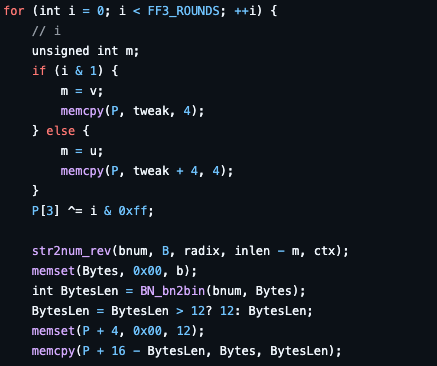 for (int i = 0; i < FF3_ROUNDS; ++i) {
// i
unsigned int m;
if (i & 1) {
m = v;
memcpy(P, tweak, 4);
} else {
m = u;
memcpy(P, tweak + 4, 4);
}
P[3] ^= i & 0xff;
str2num_rev(bnum, B, radix, inlen - m, ctx);
memset(Bytes, 0x00, b);
int BytesLen = BN_bn2bin(bnum, Bytes);
BytesLen = BytesLen > 12? 12: BytesLen;
memset(P + 4, 0x00, 12);
memcpy(P + 16 - BytesLen, Bytes, BytesLen);